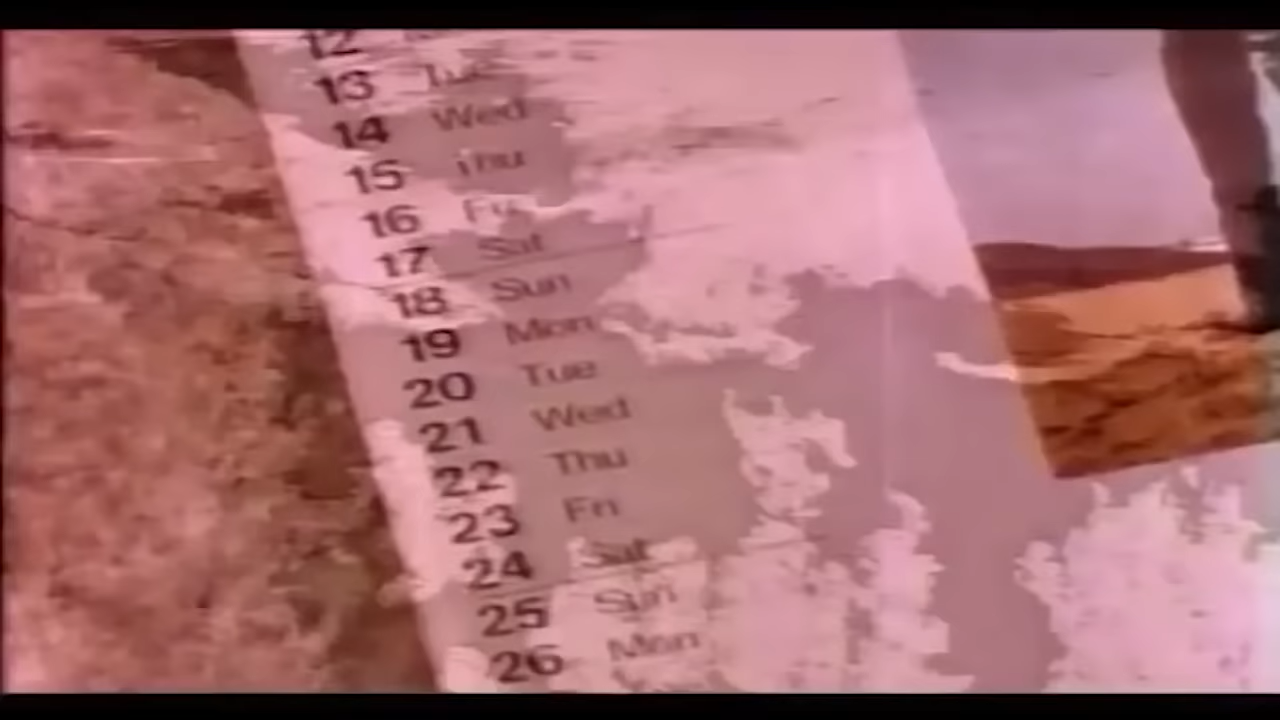 12
13 Tue
14 Wed
15 Thu
16 Fri
17 Sat
18 Sun
19 Mon
20 Tue
21 Wed
22 Thu
23 Fri
24 Sat
25 Sun
26 Mon